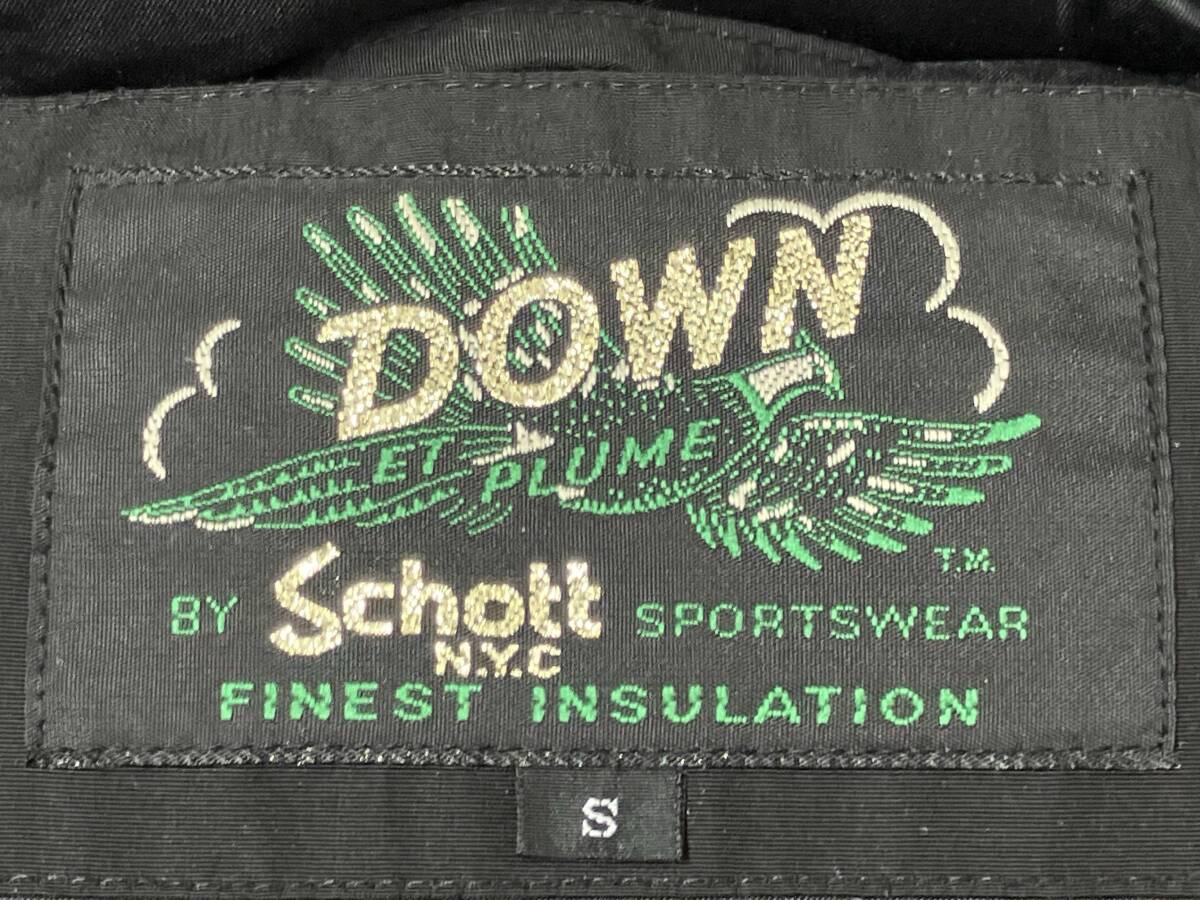 DOWN
ET PLUME
T.M.
BY Schott SPORTSWEAR
N.Y.C
FINEST INSULATION
S